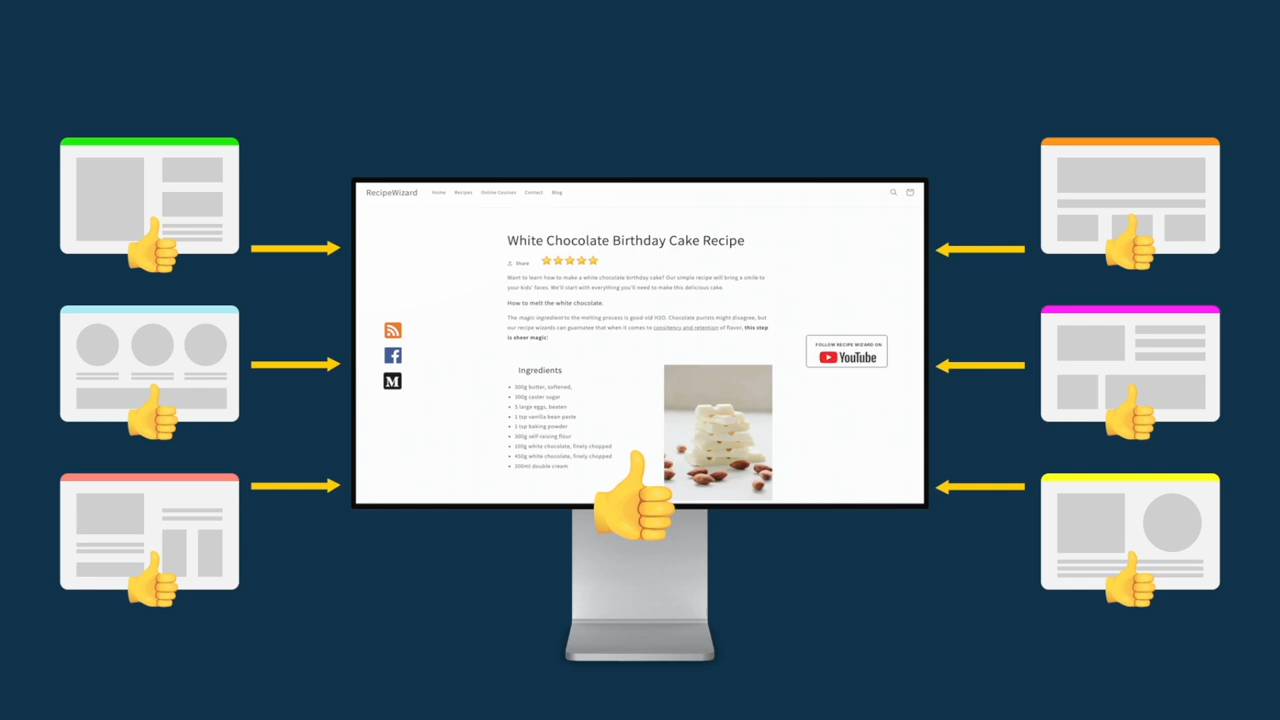 RecipeWizard Home Recipes Online Courses Contact Blog
White Chocolate Birthday Cake Recipe
Share
Want to learn how to make a white chocolate birthday cake? Our simple recipe will bring a smile to
your kids' faces. We'll start with everything you'll need to make this delicious cake.
How to melt the white chocolate.
The magic ingredient to the melting process is good old H2O. Chocolate purists might disagree, but
our recipe wizards can guarantee that when it comes to consitency and retention of flavor, this step
is sheer magic!
FOLLOW RECIPE WIZARD ON
YouTube
M
Ingredients
300g butter, softened,
300g caster sugar
5 large eggs, beaten
1 tsp vanilla bean paste
1 tsp baking powder
300g self-raising flour
100g white chocolate, finely chopped
450g white chocolate, finely chopped
200ml double cream